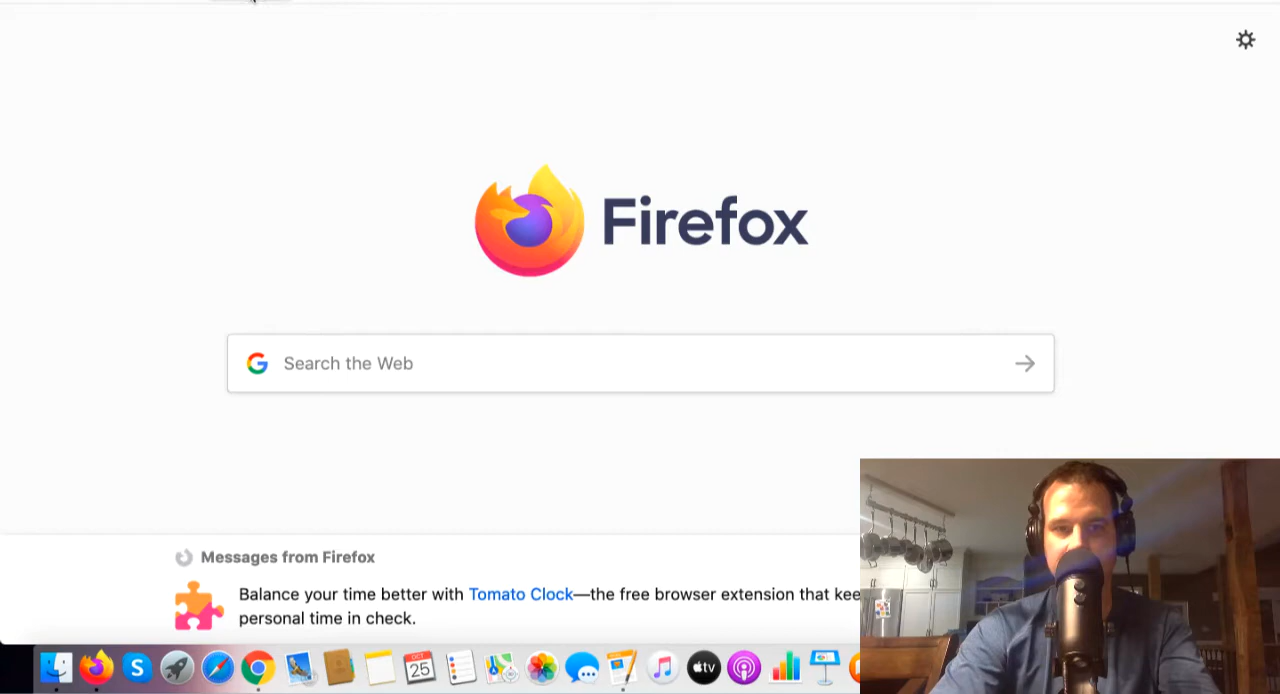 Firefox
Search the Web
Messages from Firefox
Balance your time better with Tomato Clock—the free browser extension that kee
personal time in check.
OCT
25
tv